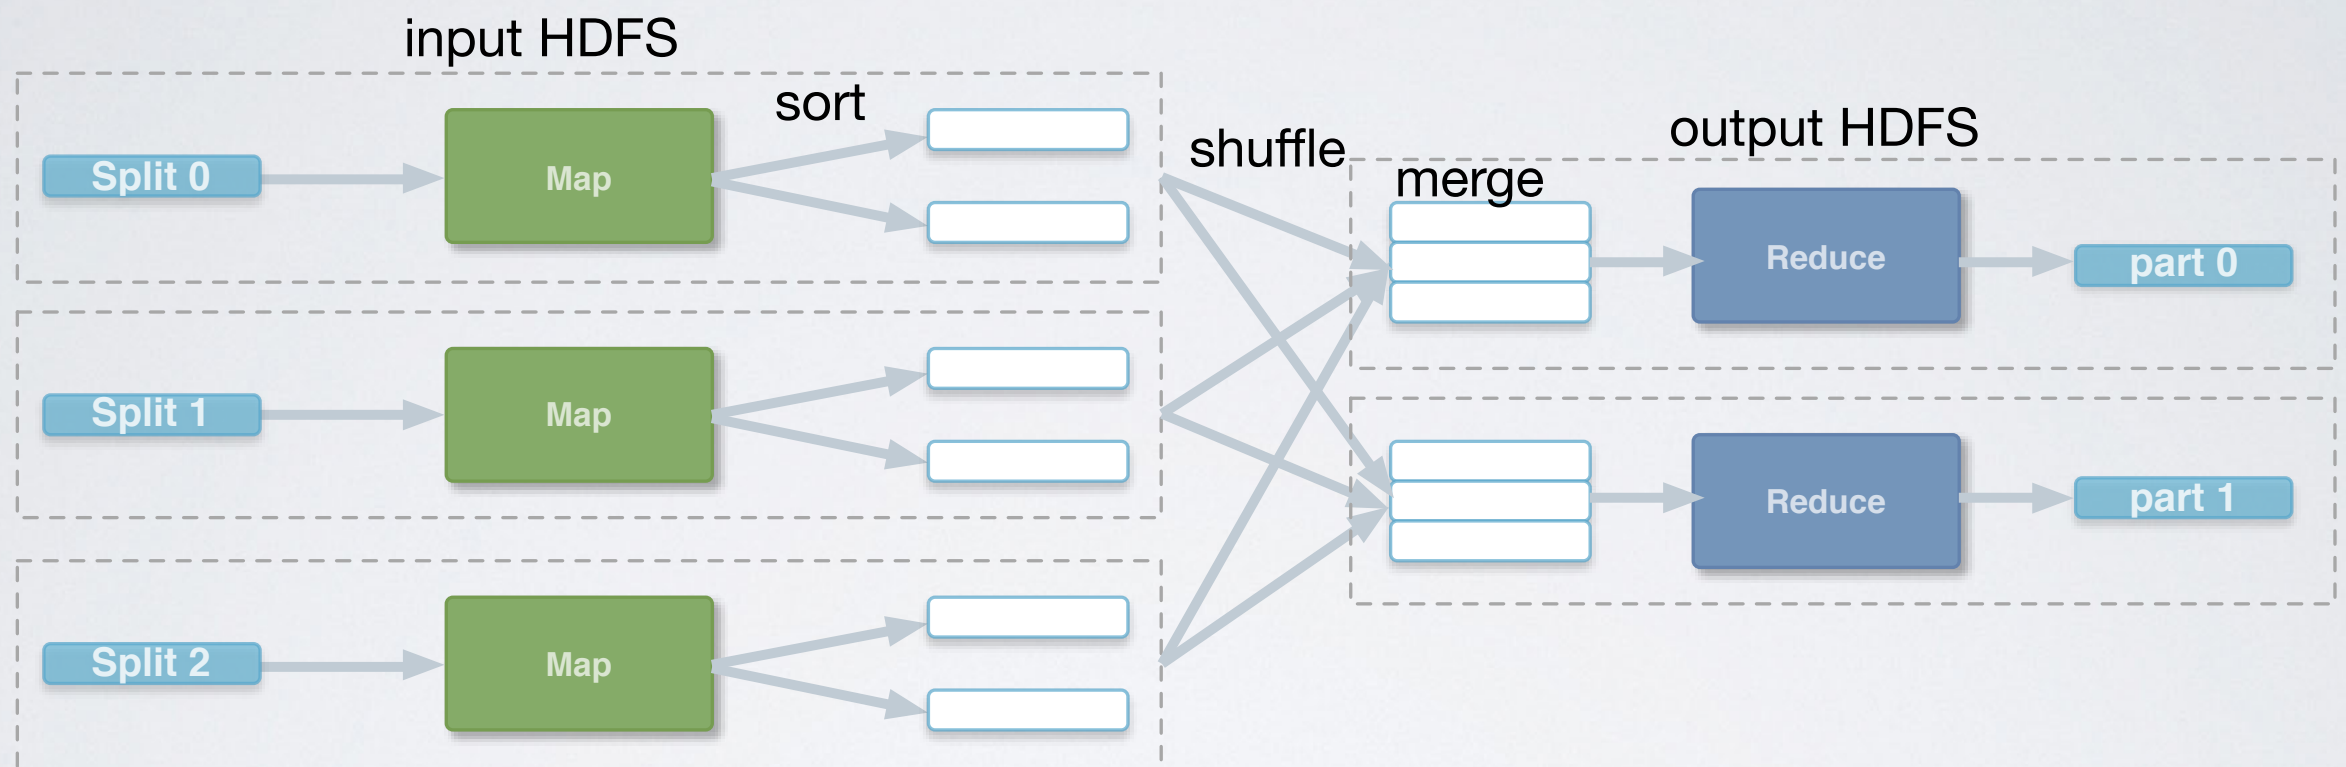 input HDFS
sort
Split 0
Map
Split 1
Map
Split 2
Map
shuffle
output HDFS
merge
Reduce
part 0
Reduce
part 1